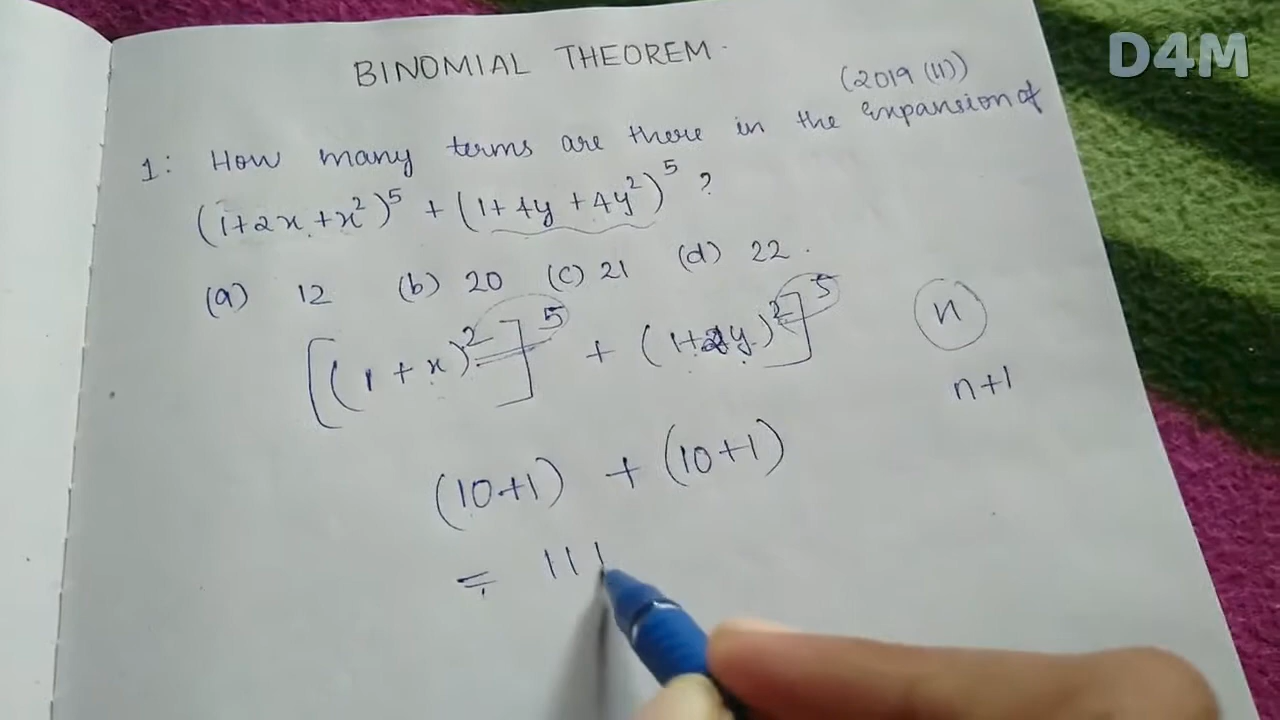 D4M
BINOMIAL THEOREM.
(2019 (II))
1: How many terms are there in the expansion of
(1+2x+x²)⁵ + (1+4y+4y²)⁵ ?
(a) 12 (b) 20 (c) 21 (d) 22.
[(1+x)²]⁵ + (1+2y)²]⁵
n
n+1
(10+1) + (10+1)
= 111